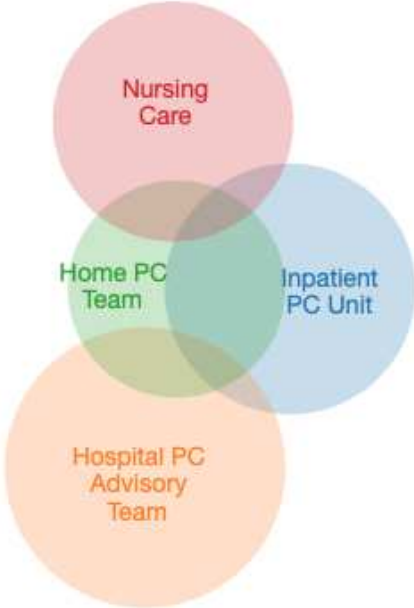 Nursing
Care
Home PC
Team
Inpatient
PC Unit
Hospital PC
Advisory
Team